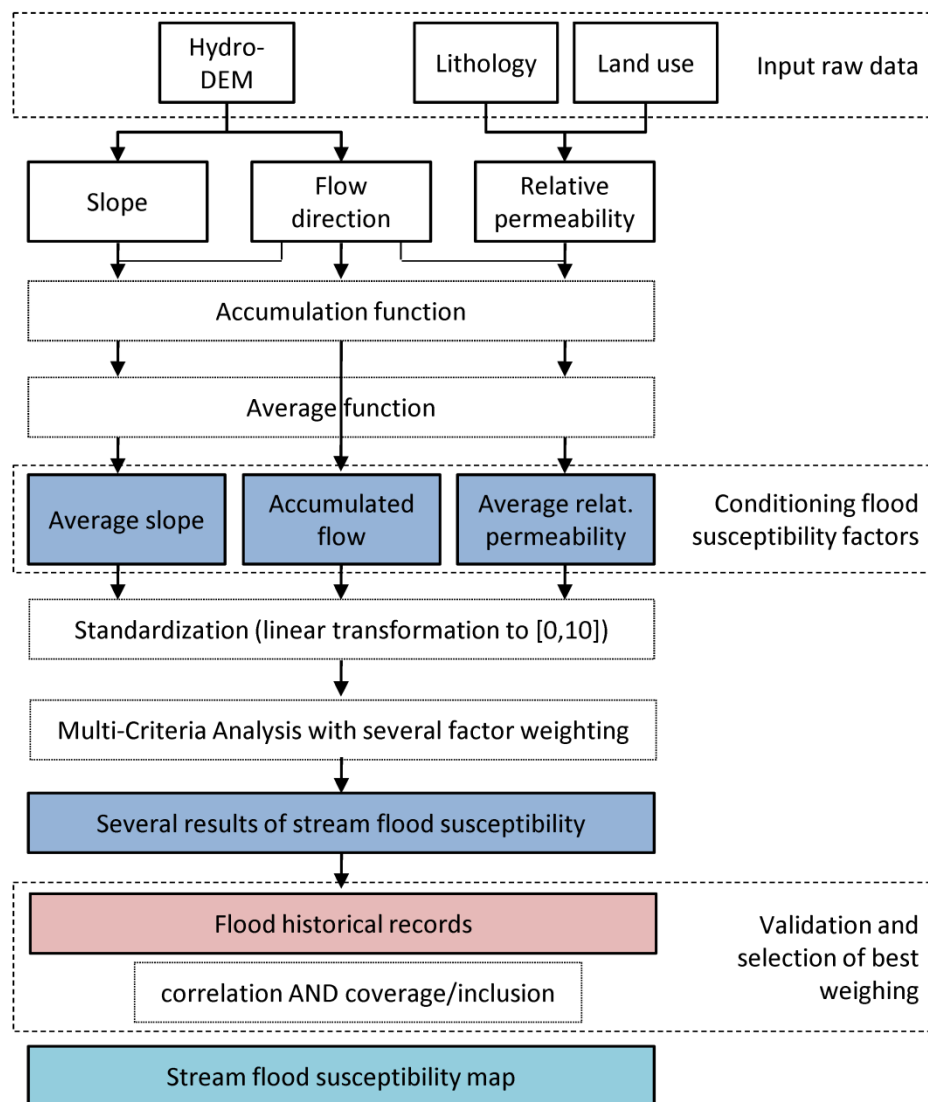 Hydro-
DEM
Lithology
Land use
Input raw data
Slope
Flow
direction
Relative
permeability
Accumulation function
Average function
Average slope
Accumulated
flow
Average relat.
permeability
Conditioning flood
susceptibility factors
Standardization (linear transformation to [0,10])
Multi-Criteria Analysis with several factor weighting
Several results of stream flood susceptibility
Flood historical records
correlation AND coverage/inclusion
Validation and
selection of best
weighing
Stream flood susceptibility map